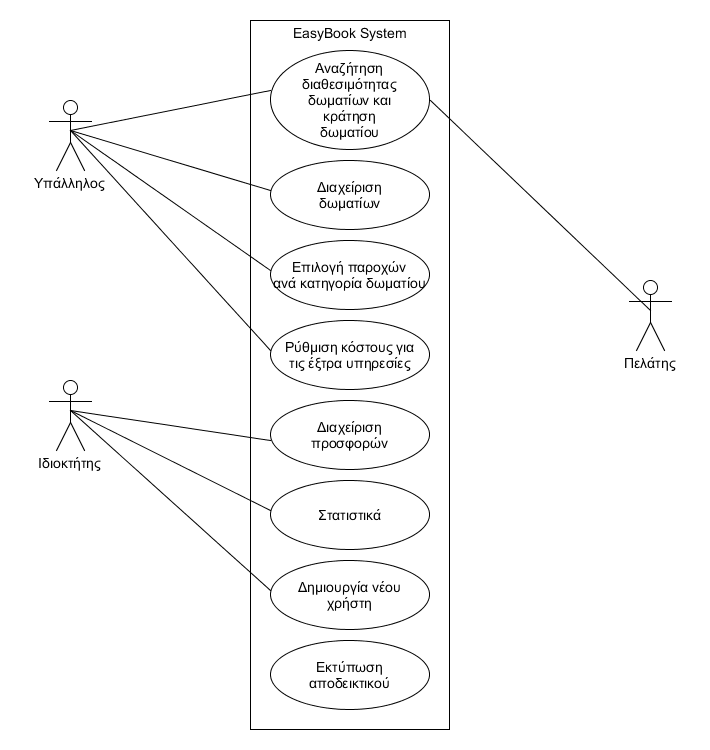 EasyBook System
Αναζήτηση
διαθεσιμότητας
δωματίων και
κράτηση
δωματίου
Υπάλληλος
Διαχείριση
δωματίων
Επιλογή παροχών
ανά κατηγορία δωματίου
Ρύθμιση κόστους για
τις έξτρα υπηρεσίες
Πελάτης
Διαχείριση
προσφορών
Ιδιοκτήτης
Στατιστικά
Δημιουργία νέου
χρήστη
Εκτύπωση
αποδεικτικού